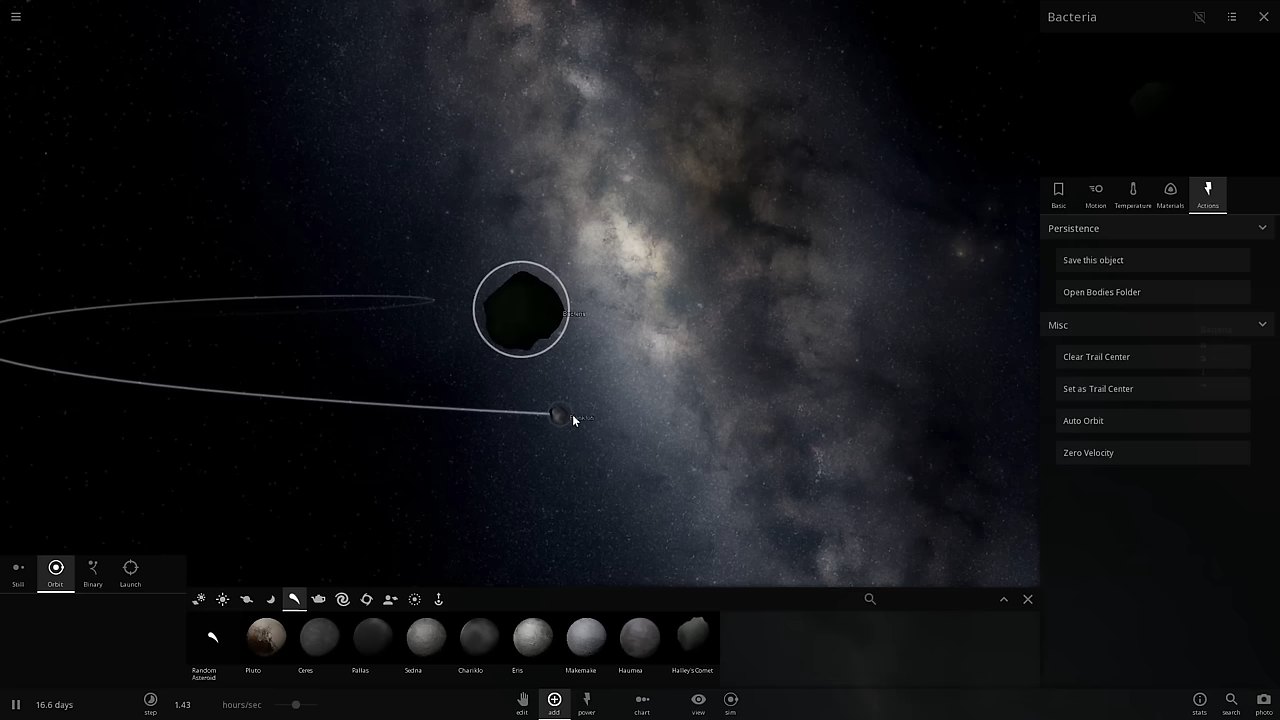 Bacteria
Basic
Motion
Temperature
Materials
Actions
Persistence
Save this object
Open Bodies Folder
Misc
Clear Trail Center
Set as Trail Center
Auto Orbit
Zero Velocity
Bacteria
Still
Orbit
Binary
Launch
Random
Asteroid
Pluto
Ceres
Pallas
Sedna
Chariklo
Eris
Makemake
Haumea
Halley's Comet
16.6 days
step
1.43
hours/sec
edit
add
power
chart
view
sim
stats
search
photo